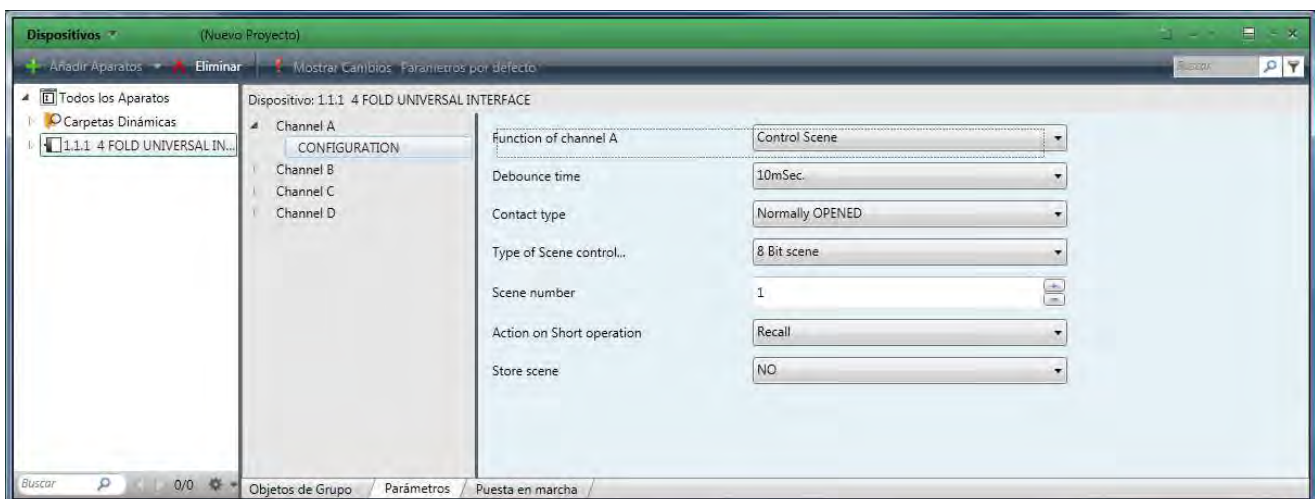 Dispositivos (Nuevo Proyecto)
Añadir Aparatos Eliminar Mostrar Cambios Parametros por defecto Buscar
Todos los Aparatos
Carpetas Dinámicas
1.1.1 4 FOLD UNIVERSAL IN...
Dispositivo: 1.1.1 4 FOLD UNIVERSAL INTERFACE
Channel A
CONFIGURATION
Channel B
Channel C
Channel D
Function of channel A Control Scene
Debounce time 10mSec.
Contact type Normally OPENED
Type of Scene control... 8 Bit scene
Scene number 1
Action on Short operation Recall
Store scene NO
Buscar 0/0
Objetos de Grupo Parámetros Puesta en marcha